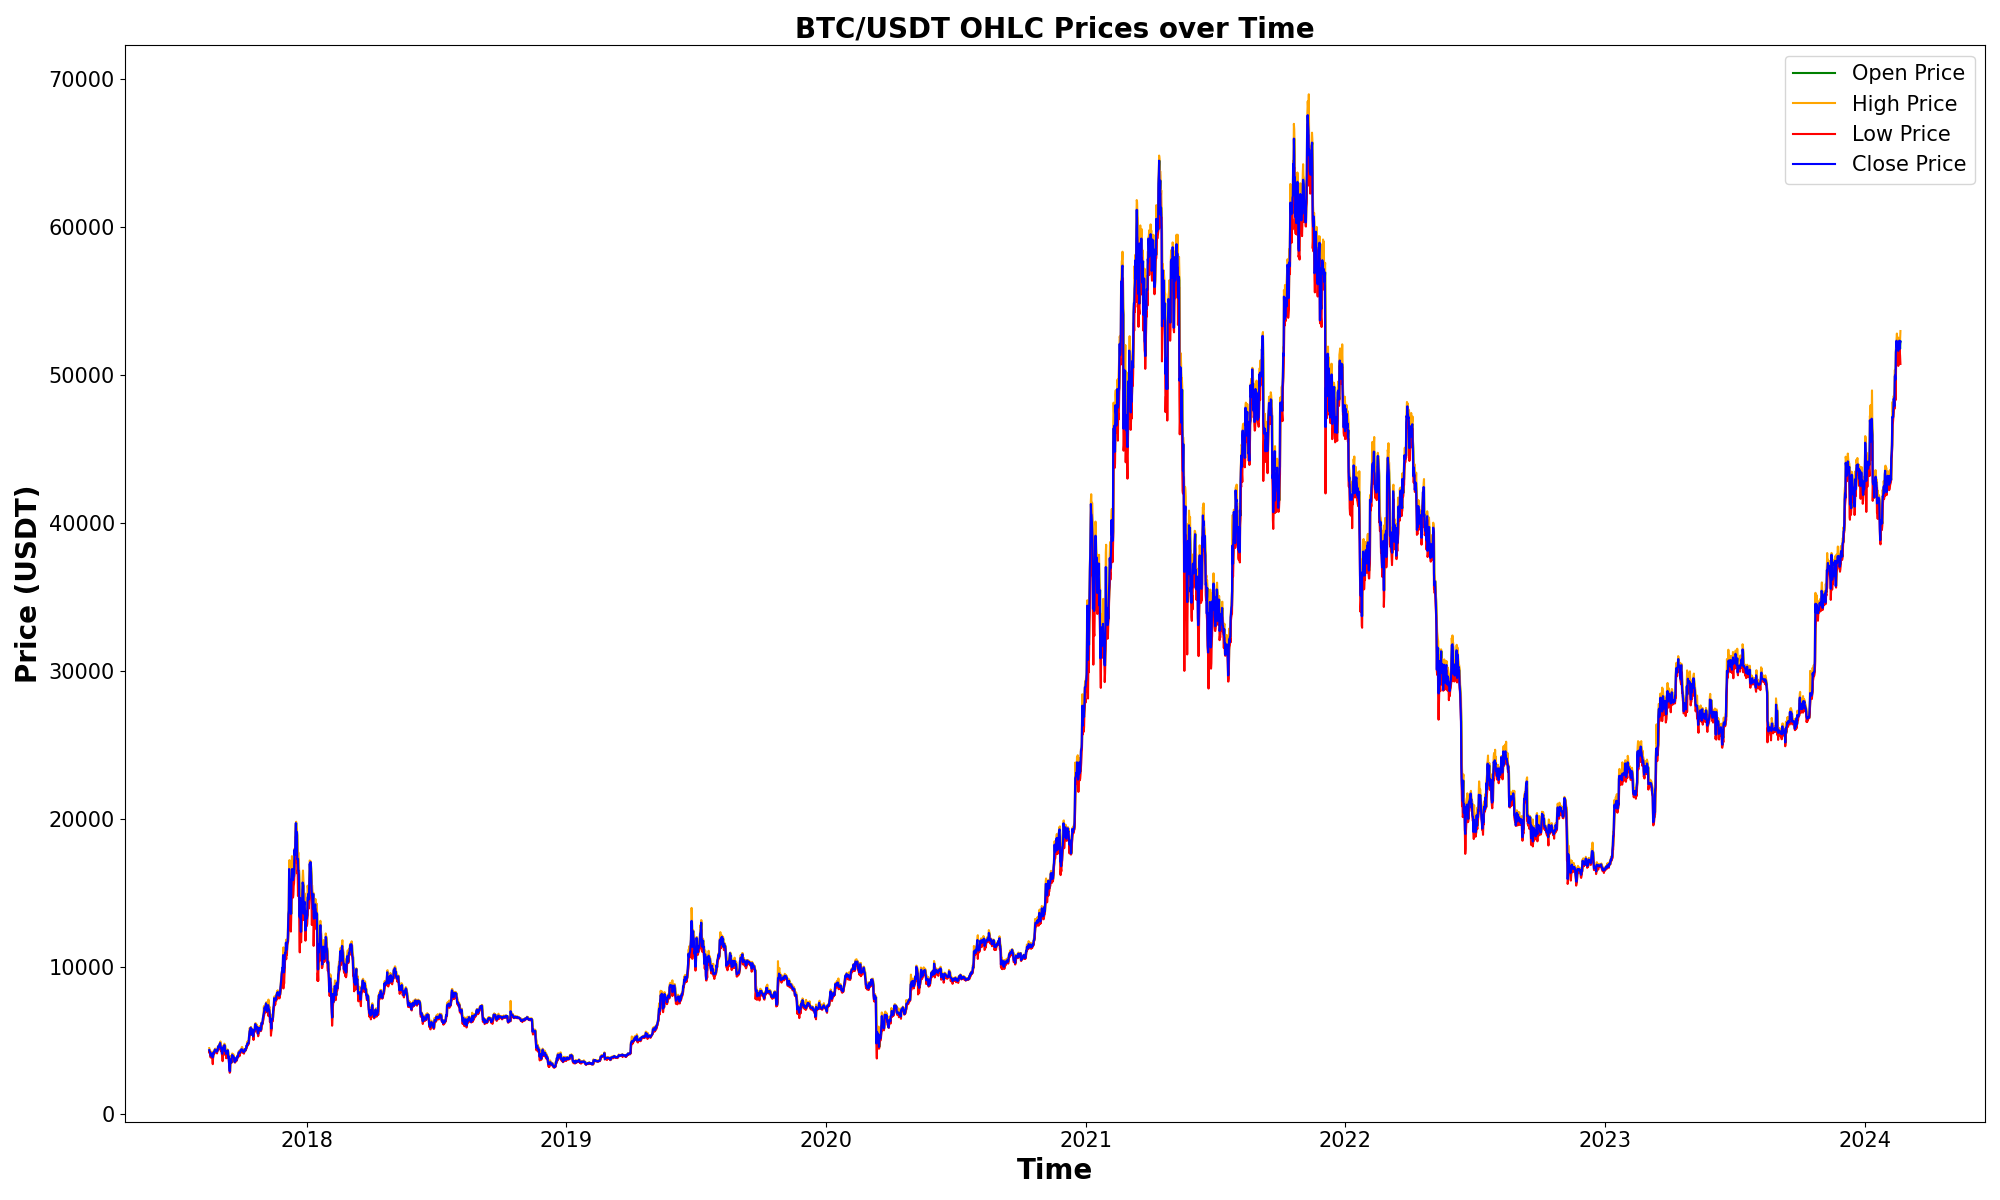 BTC/USDT OHLC Prices over Time
Open Price
High Price
Low Price
Close Price
Price (USDT)
70000
60000
50000
40000
30000
20000
10000
0
2018 2019 2020 2021 2022 2023 2024
Time